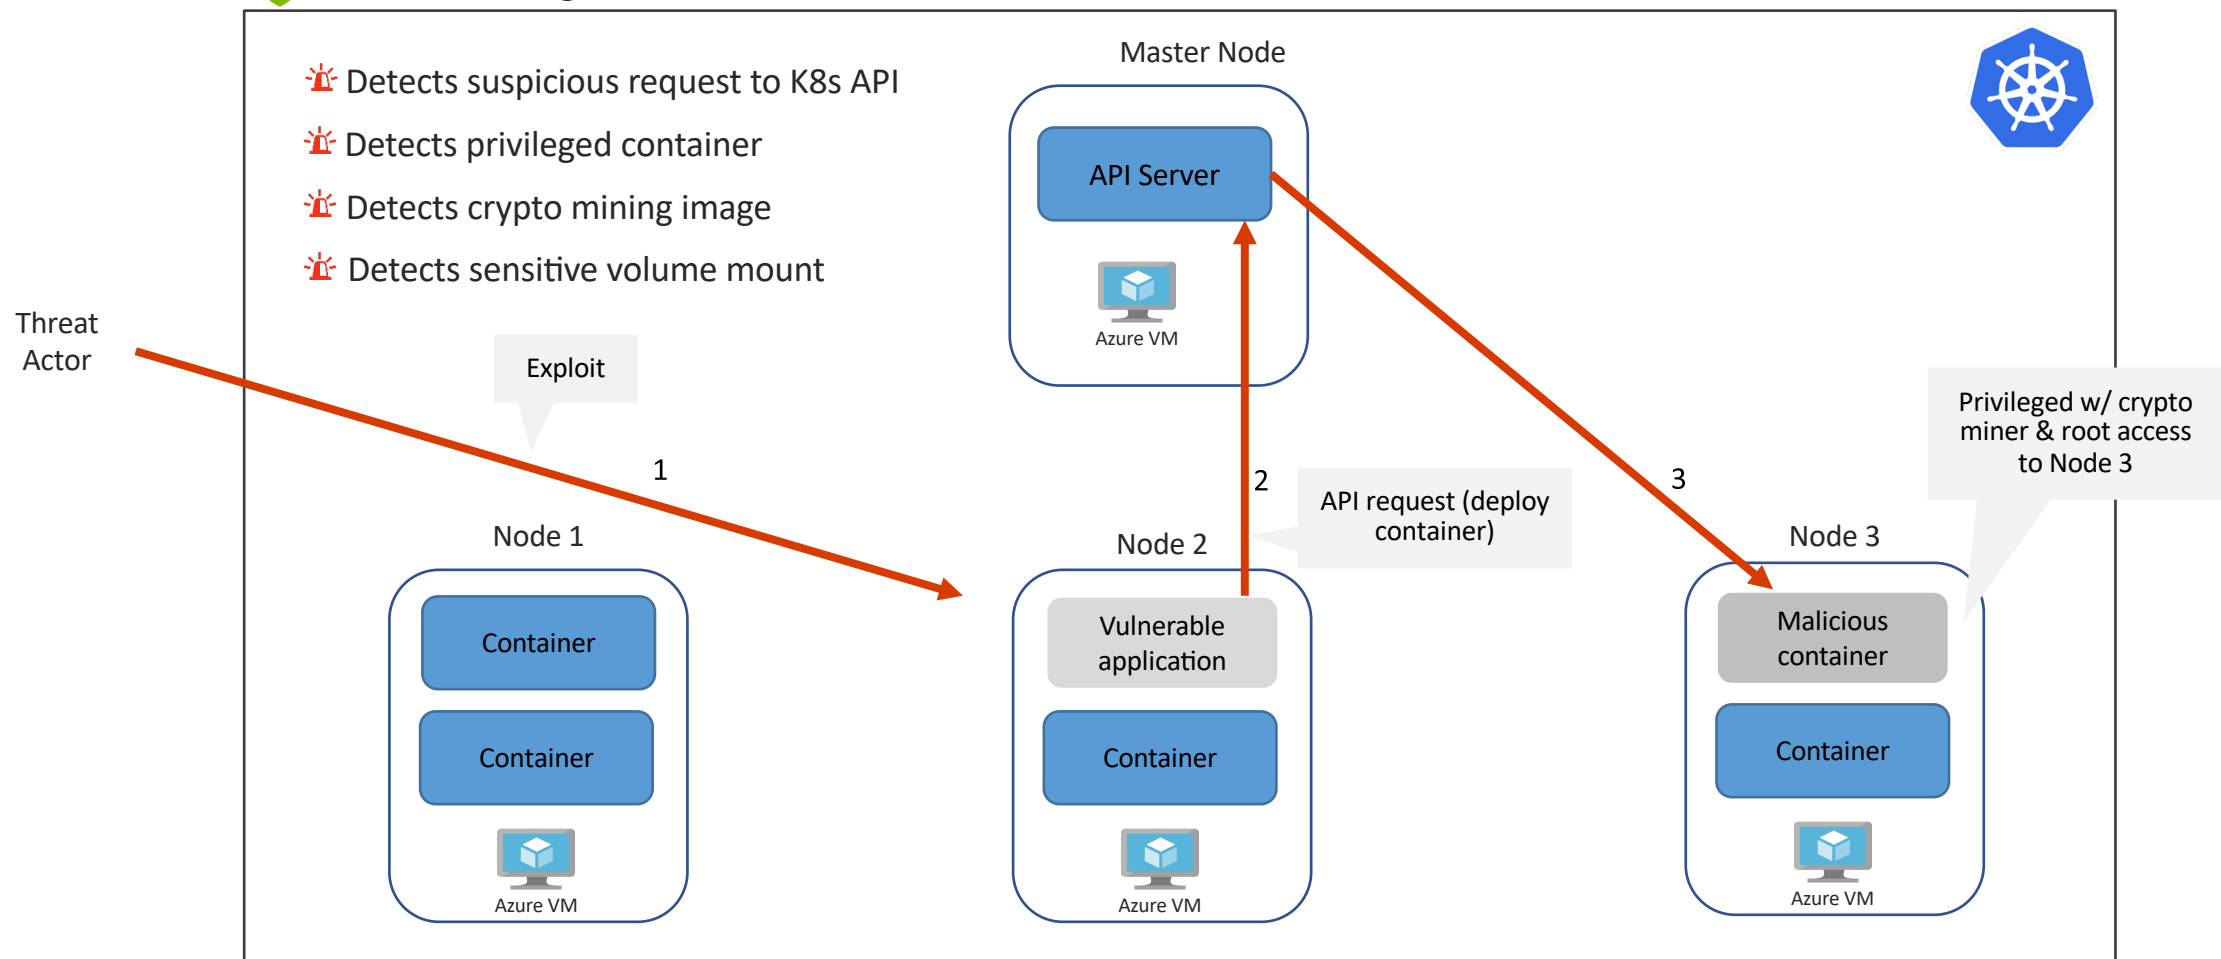 Master Node
Detects suspicious request to K8s API
Detects privileged container
Detects crypto mining image
Detects sensitive volume mount
API Server
Azure VM
Threat
Actor
Exploit
1
2
3
API request (deploy
container)
Privileged w/ crypto
miner & root access
to Node 3
Node 1
Container
Container
Azure VM
Node 2
Vulnerable
application
Container
Azure VM
Node 3
Malicious
container
Container
Azure VM